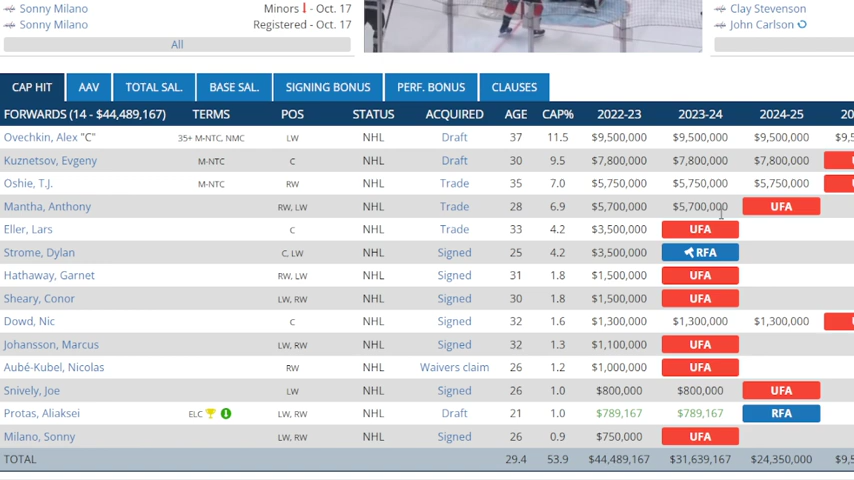 Sonny Milano Minors - Oct. 17
Clay Stevenson
Sonny Milano Registered - Oct. 17
John Carlson
All
CAP HIT AAV TOTAL SAL. BASE SAL. SIGNING BONUS PERF. BONUS CLAUSES
FORWARDS (14 - $44,489,167) TERMS POS STATUS ACQUIRED AGE CAP% 2022-23 2023-24 2024-25 20
Ovechkin, Alex "C" 35+ M-NTC, NMC LW NHL Draft 37 11.5 $9,500,000 $9,500,000 $9,500,000 $9,5
Kuznetsov, Evgeny M-NTC C NHL Draft 30 9.5 $7,800,000 $7,800,000 $7,800,000
Oshie, T.J. M-NTC RW NHL Trade 35 7.0 $5,750,000 $5,750,000 $5,750,000
Mantha, Anthony RW, LW NHL Trade 28 6.9 $5,700,000 $5,700,000 UFA
Eller, Lars C NHL Trade 33 4.2 $3,500,000 UFA
Strome, Dylan C, LW NHL Signed 25 4.2 $3,500,000 RFA
Hathaway, Garnet RW, LW NHL Signed 31 1.8 $1,500,000 UFA
Sheary, Conor LW, RW NHL Signed 30 1.8 $1,500,000 UFA
Dowd, Nic C NHL Signed 32 1.6 $1,300,000 $1,300,000 $1,300,000
Johansson, Marcus LW, RW NHL Signed 32 1.3 $1,100,000 UFA
Aubé-Kubel, Nicolas RW NHL Waivers claim 26 1.2 $1,000,000 UFA
Snively, Joe LW NHL Signed 26 1.0 $800,000 $800,000 UFA
Protas, Aliaksei ELC LW, RW NHL Draft 21 1.0 $789,167 $789,167 RFA
Milano, Sonny LW, RW NHL Signed 26 0.9 $750,000 UFA
TOTAL 29.4 53.9 $44,489,167 $31,639,167 $24,350,000 $9,5